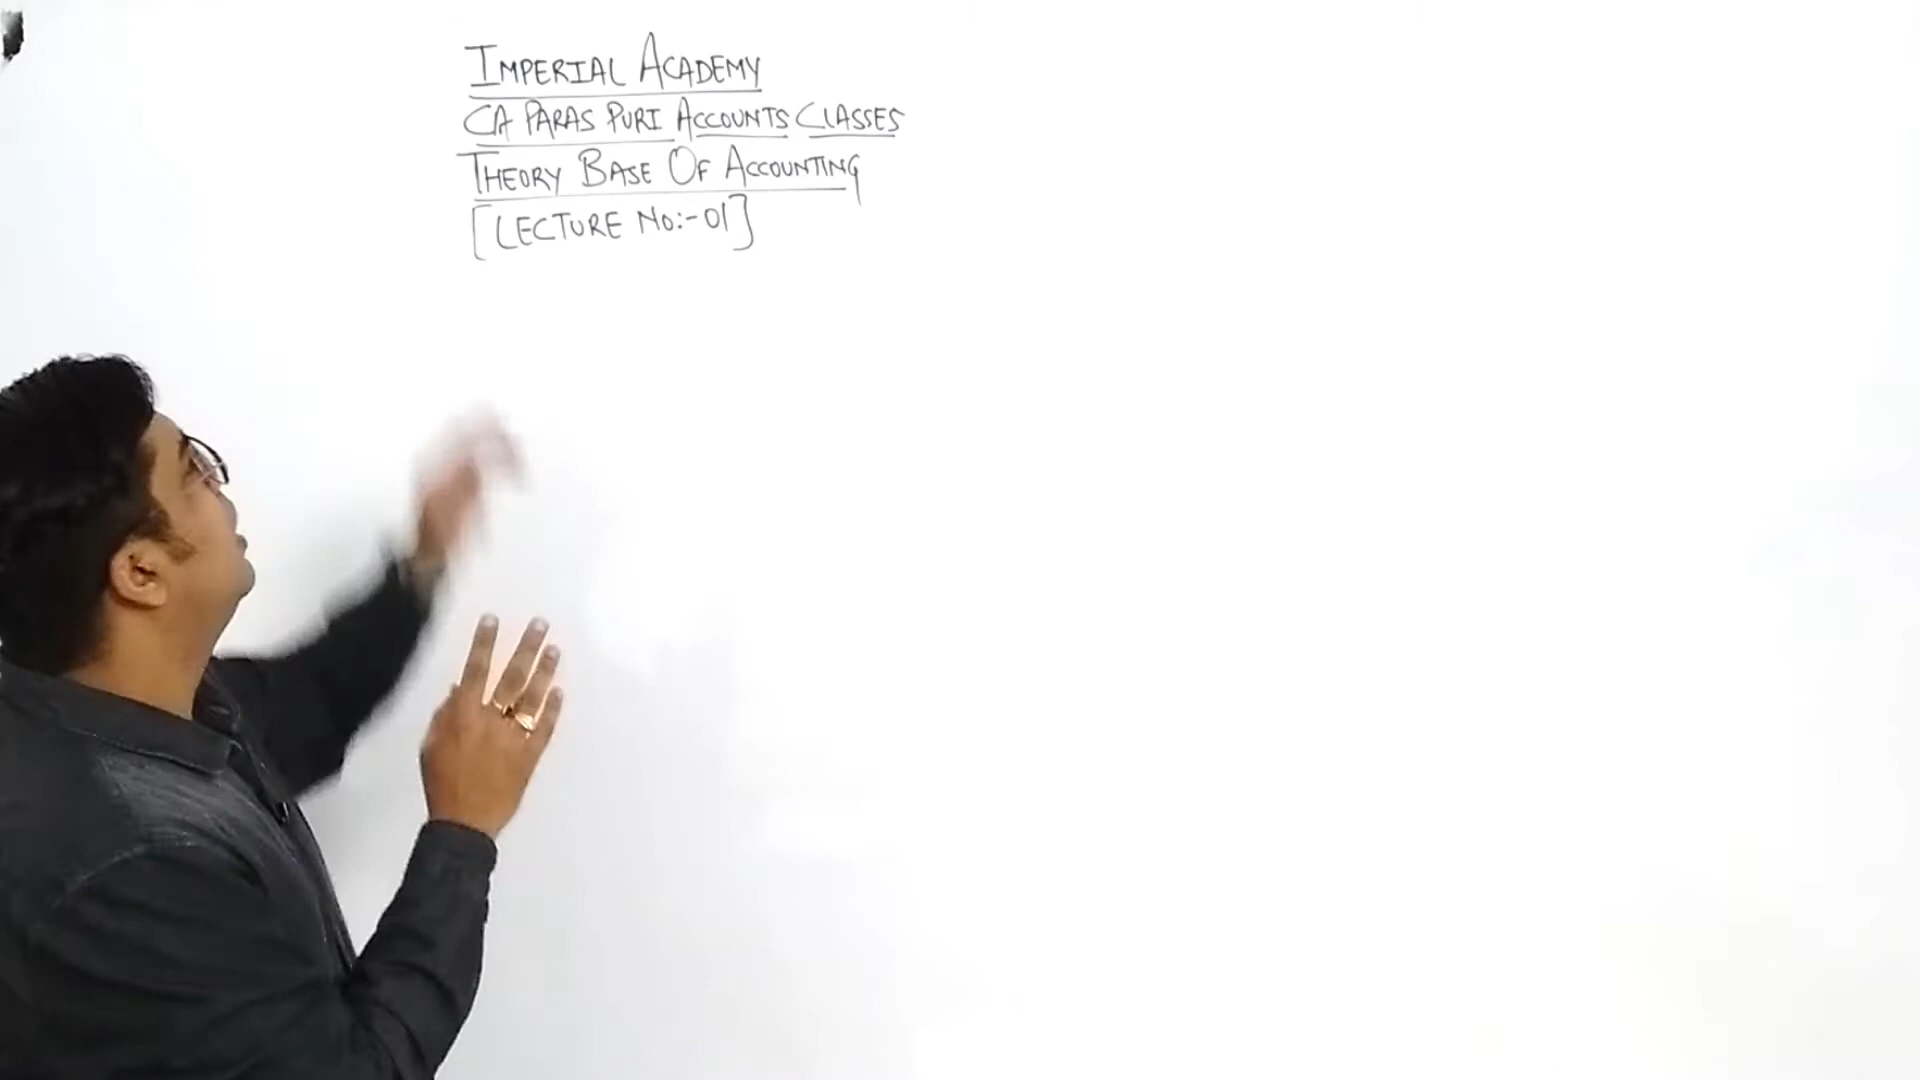 IMPERIAL ACADEMY
CA PARAS PURI ACCOUNTS CLASSES
THEORY BASE OF ACCOUNTING
[LECTURE NO:-01]